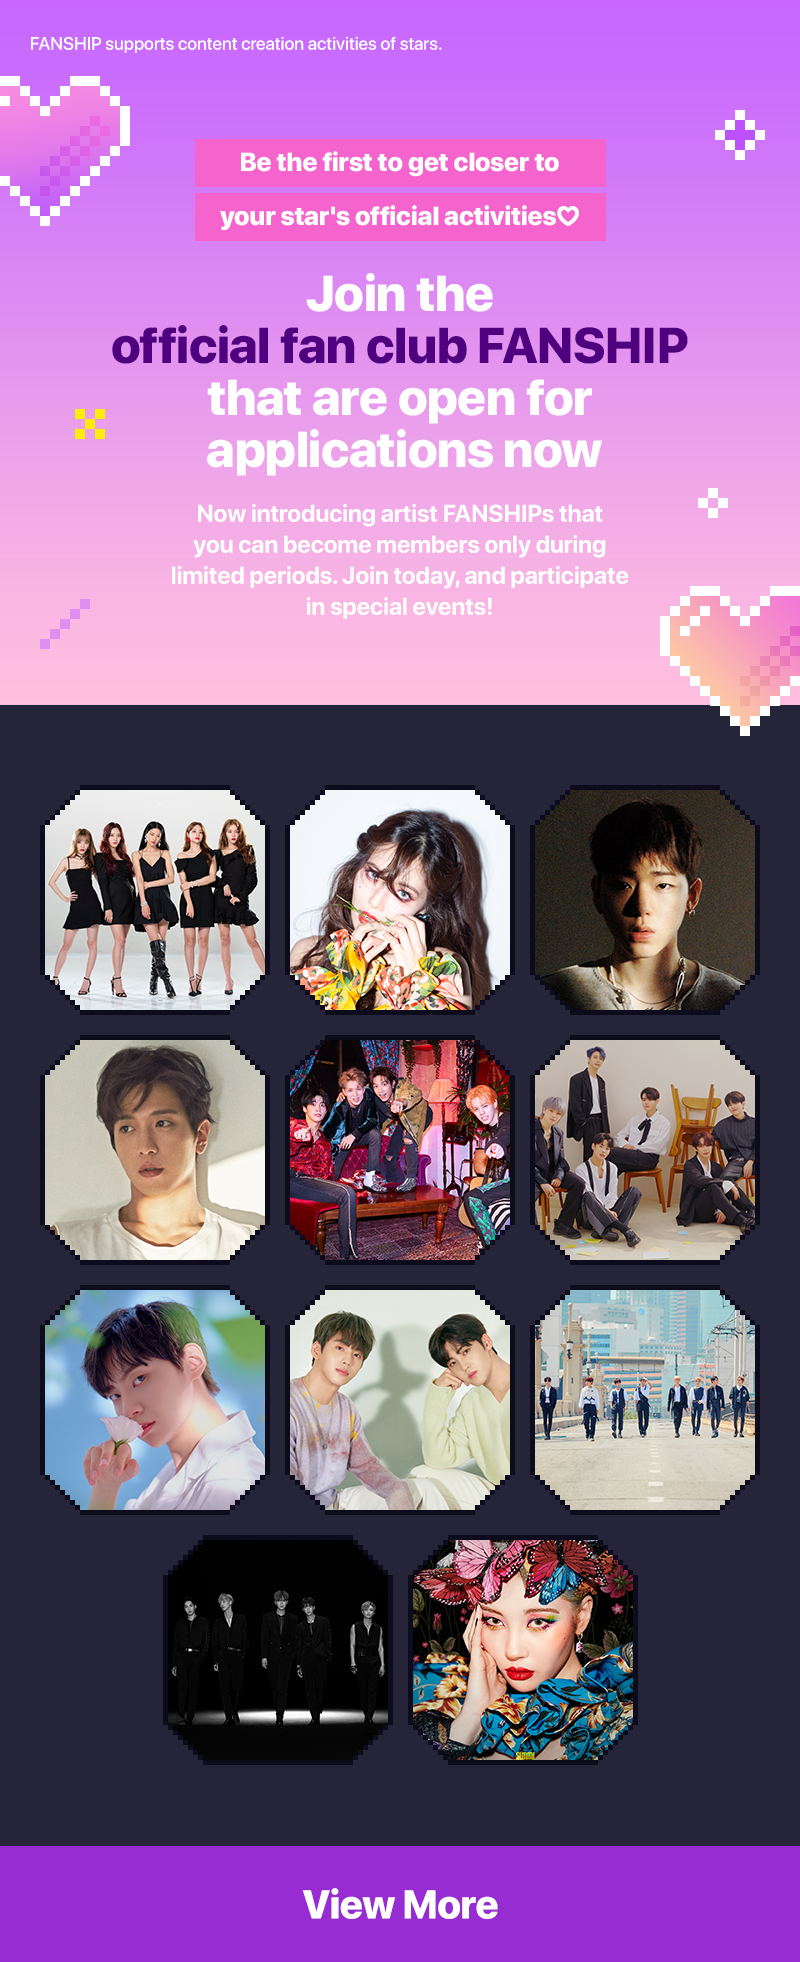 FANSHIP supports content creation activities of stars.
Be the first to get closer to
your star's official activities♡
Join the
official fan club FANSHIP
that are open for
applications now
Now introducing artist FANSHIPs that
you can become members only during
limited periods. Join today, and participate
in special events!
View More